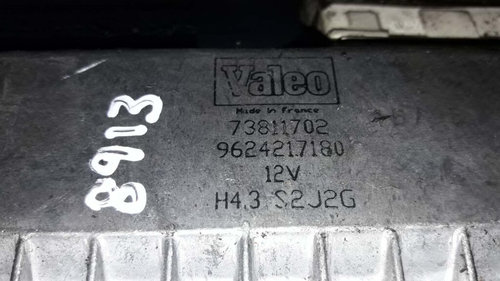 Valeo
Made in France
73811702
9624217180
12V
H4.3 S2J2G
8913